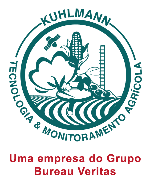 KUHLMANN
TECNOLOGIA & MONITORAMENTO AGRÍCOLA
Uma empresa do Grupo
Bureau Veritas